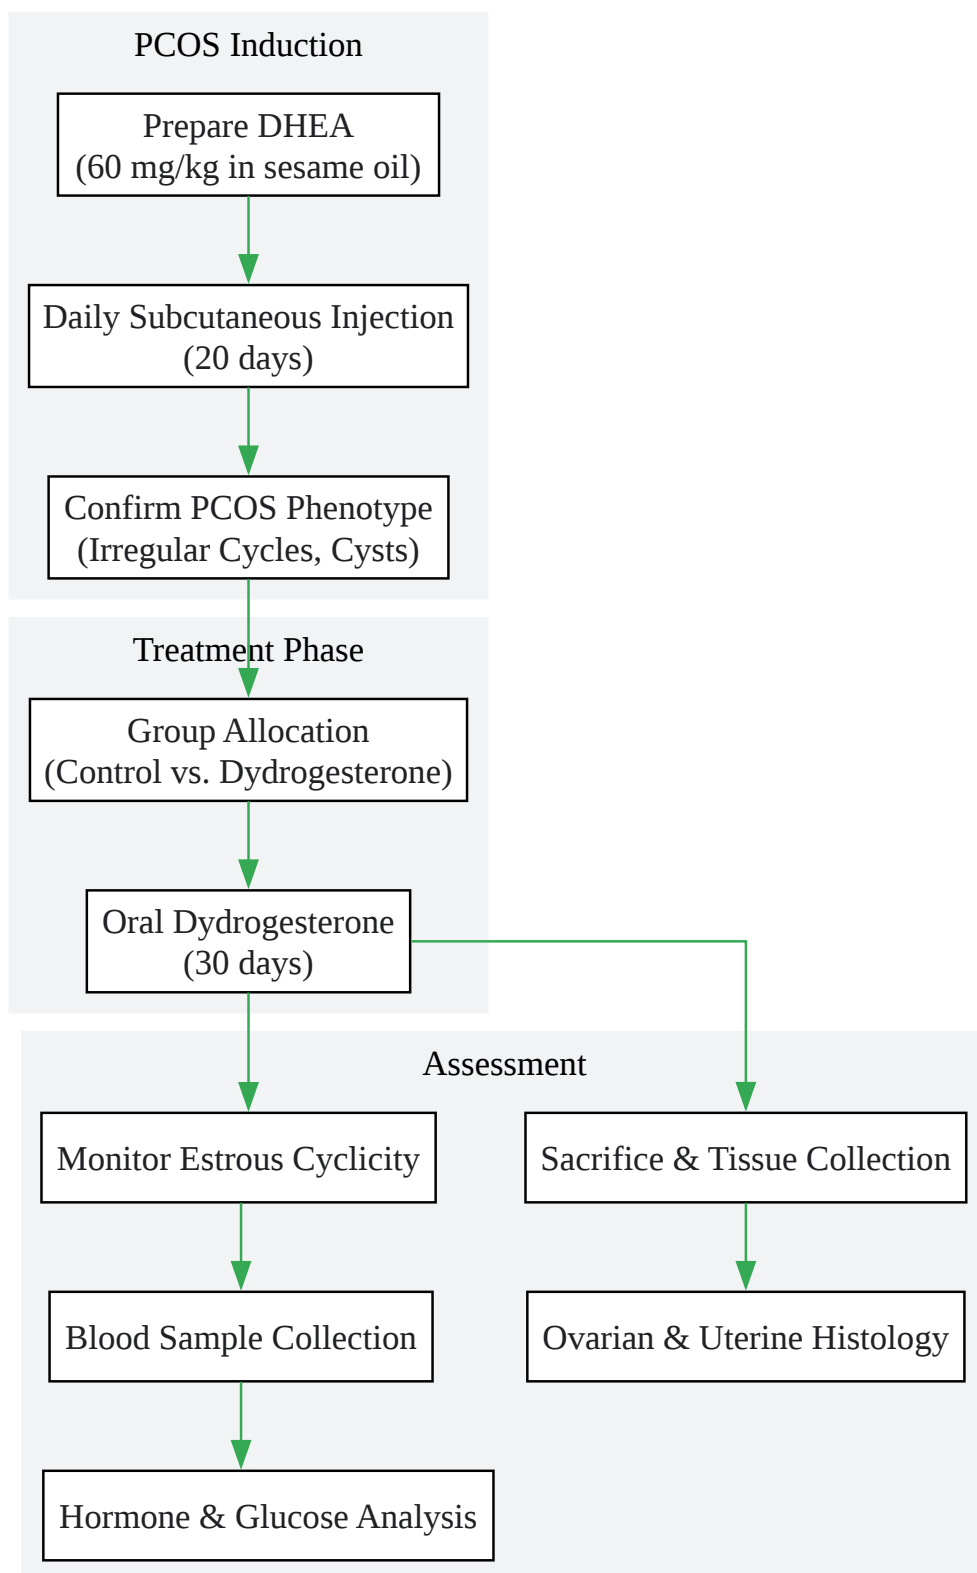 PCOS Induction
Prepare DHEA
(60 mg/kg in sesame oil)
Daily Subcutaneous Injection
(20 days)
Confirm PCOS Phenotype
(Irregular Cycles, Cysts)
Treatment Phase
Group Allocation
(Control vs. Dydrogesterone)
Oral Dydrogesterone
(30 days)
Assessment
Monitor Estrous Cyclicity
Sacrifice & Tissue Collection
Blood Sample Collection
Ovarian & Uterine Histology
Hormone & Glucose Analysis